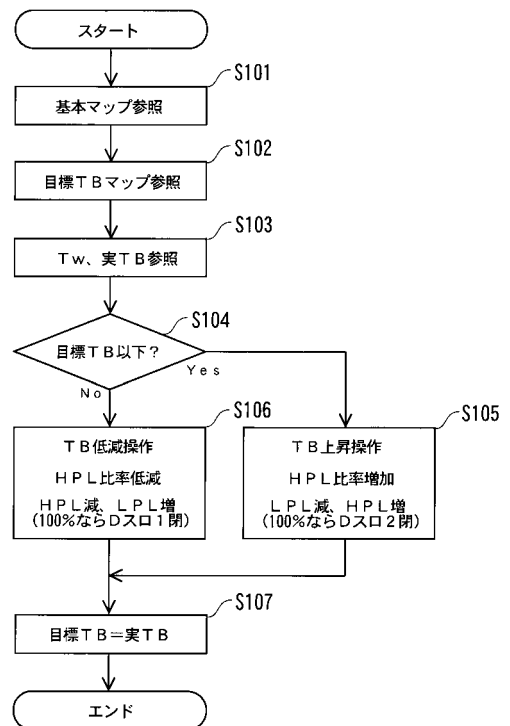 スタート
S101
基本マップ参照
S102
目標TBマップ参照
S103
Tw、実TB参照
S104
目標TB以下?
Yes
No
S106
TB低減操作
HPL比率低減
HPL減、LPL増
(100%ならDスロ1閉)
S105
TB上昇操作
HPL比率増加
LPL減、HPL増
(100%ならDスロ2閉)
S107
目標TB=実TB
エンド